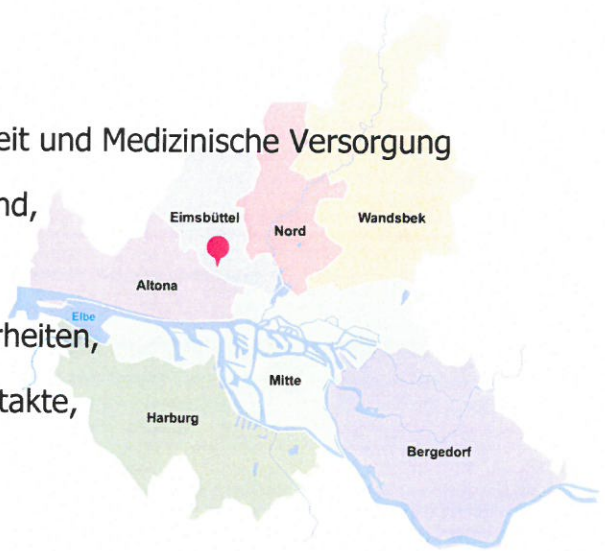 eit und Medizinische Versorgung
nd,
Eimsbüttel
Nord
Wandsbek
Altona
Elbe
rheiten,
Mitte
takte,
Harburg
Bergedorf